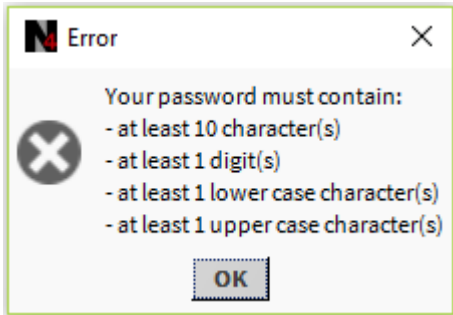 N4 Error
Your password must contain:
- at least 10 character(s)
- at least 1 digit(s)
- at least 1 lower case character(s)
- at least 1 upper case character(s)
OK